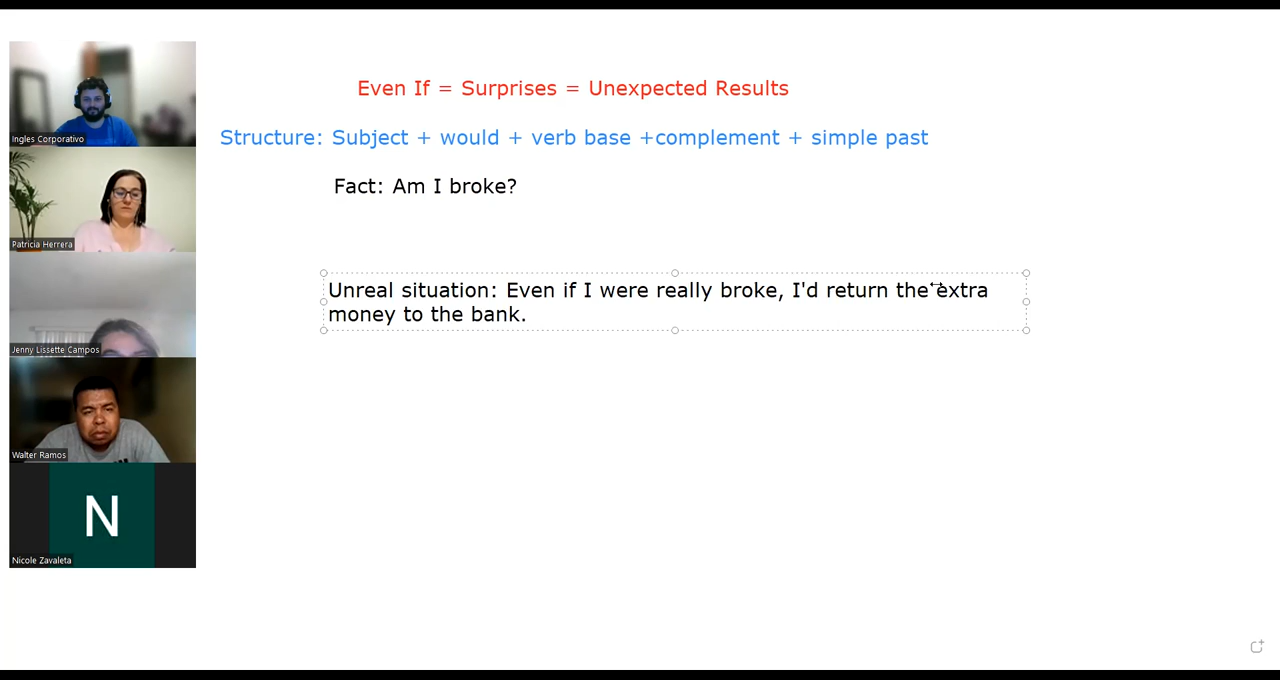 Even If = Surprises = Unexpected Results
Structure: Subject + would + verb base +complement + simple past
Fact: Am I broke?
Unreal situation: Even if I were really broke, I'd return the extra
money to the bank.
Ingles Corporativo
Patricia Herrera
Jenny Lissette Campos
Walter Ramos
N
Nicole Zavaleta